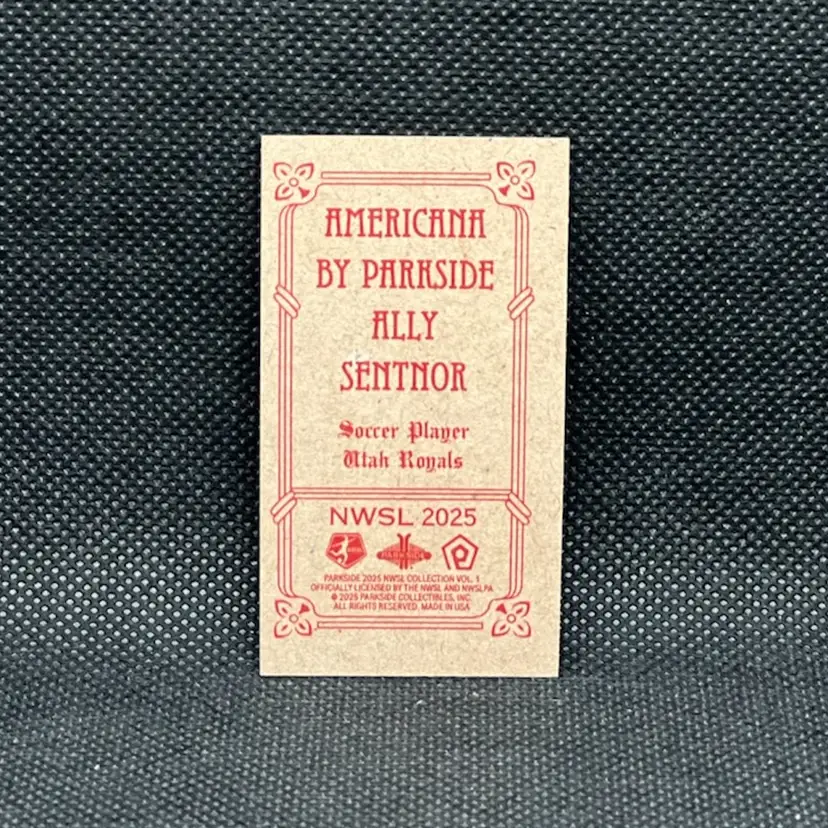 AMERICANA
BY PARKSIDE
ALLY
SENTNOR
Soccer Player
Utah Royals
NWSL 2025
PARKSIDE
PARKSIDE 2025 NWSL COLLECTION VOL. 1
OFFICIALLY LICENSED BY THE NWSL AND NWSLPA
© 2025 PARKSIDE COLLECTIBLES, INC.
ALL RIGHTS RESERVED. MADE IN USA